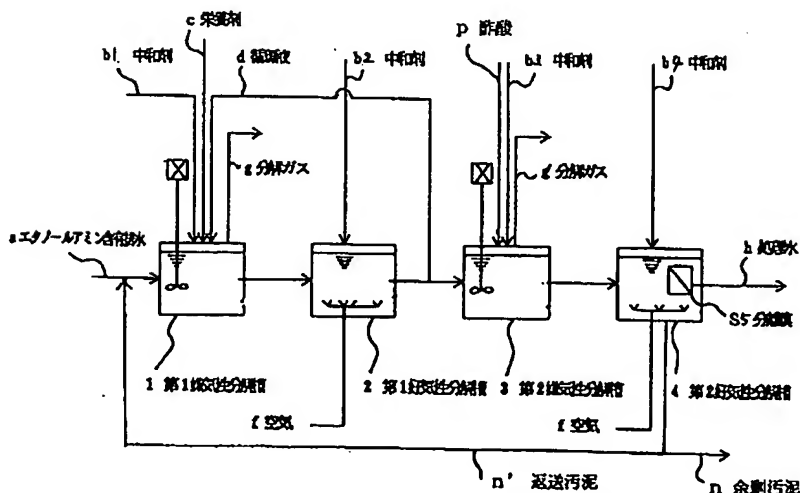 c 栄養剤
b1 中和剤
d 循環液
b2 中和剤
p 酢酸
b3 中和剤
b4 中和剤
g 分解ガス
g' 分解ガス
a エタノールアミン含有排水
h 処理水
S5 分離膜
1 第1嫌気性分解槽
2 第1好気性分解槽
3 第2嫌気性分解槽
4 第2好気性分解槽
f 空気
f 空気
n' 返送汚泥
n 余剰汚泥